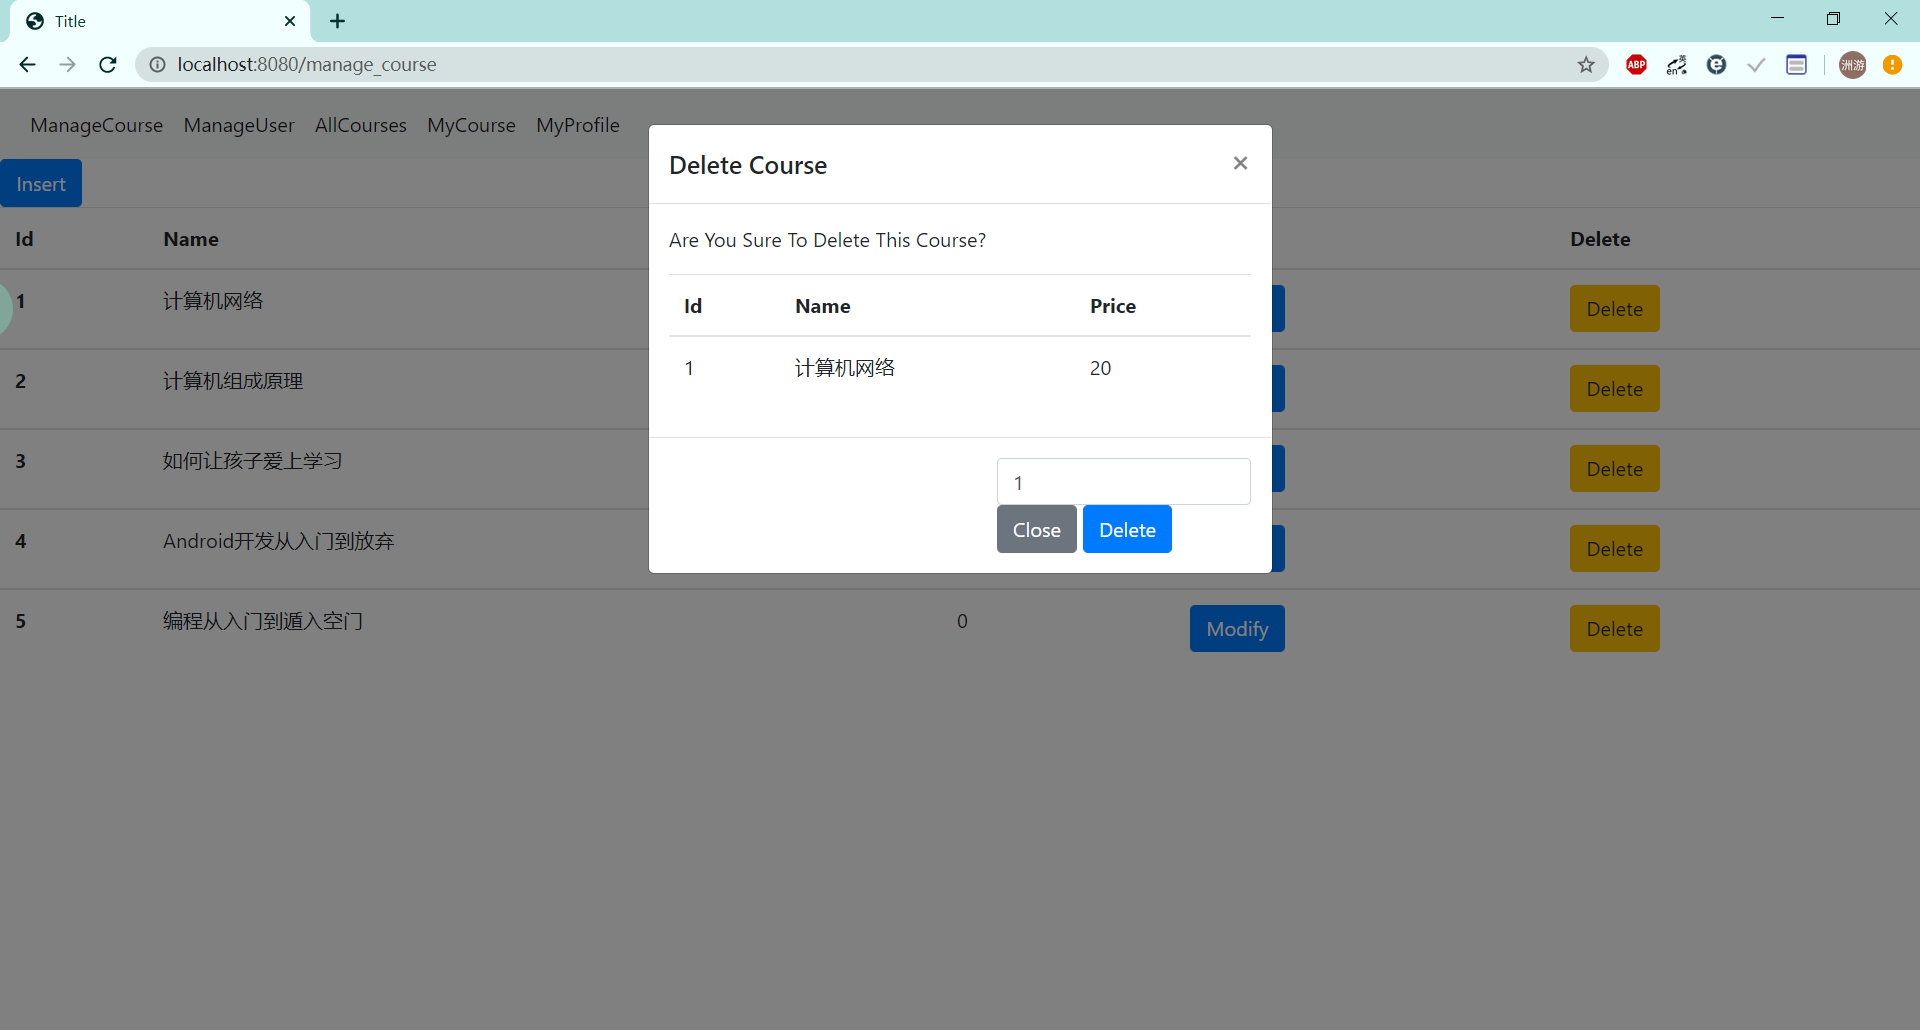 Title
localhost:8080/manage_course
ABP
英
en
洲游
ManageCourse ManageUser AllCourses MyCourse MyProfile
Insert
Id Name Delete
1 计算机网络 Delete
2 计算机组成原理 Delete
3 如何让孩子爱上学习 Delete
4 Android开发从入门到放弃 Delete
5 编程从入门到遁入空门 0 Modify Delete
Delete Course ×
Are You Sure To Delete This Course?
Id Name Price
1 计算机网络 20
1
Close Delete